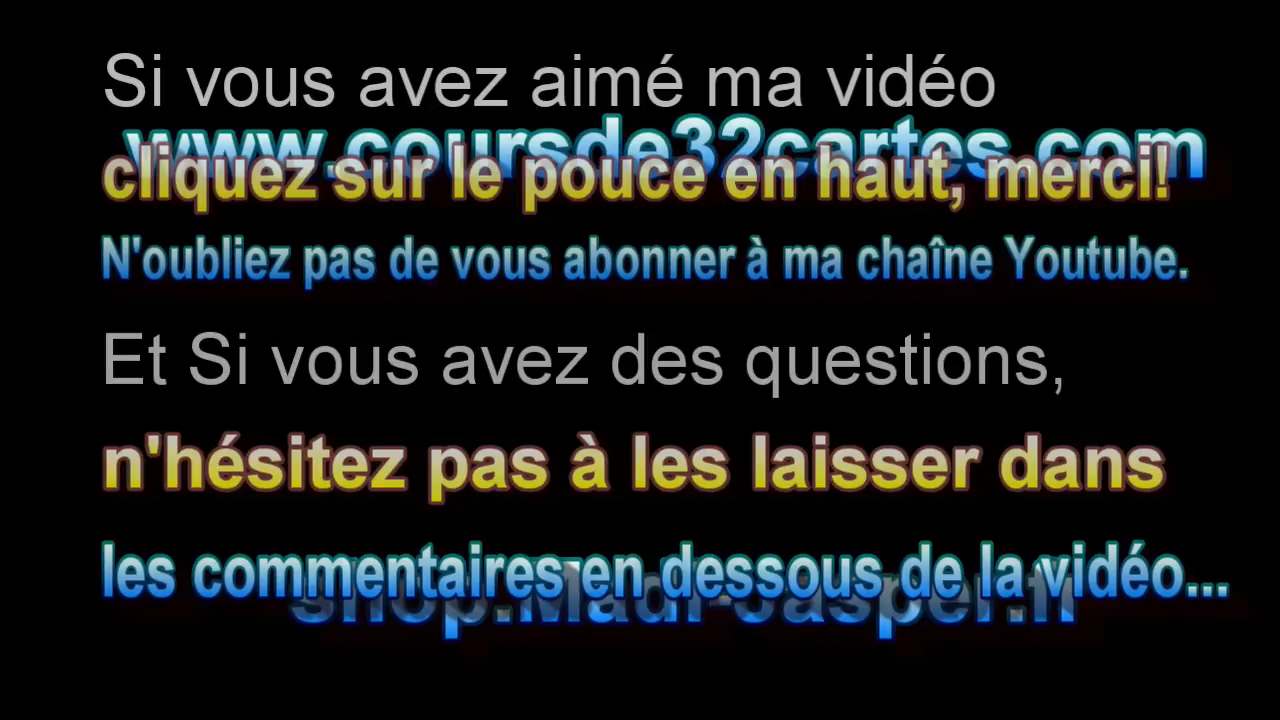 Si vous avez aimé ma vidéo
www.coursde32cartes.com
cliquez sur le pouce en haut, merci!
N'oubliez pas de vous abonner à ma chaîne Youtube.
Et Si vous avez des questions,
n'hésitez pas à les laisser dans
les commentaires en dessous de la vidéo...